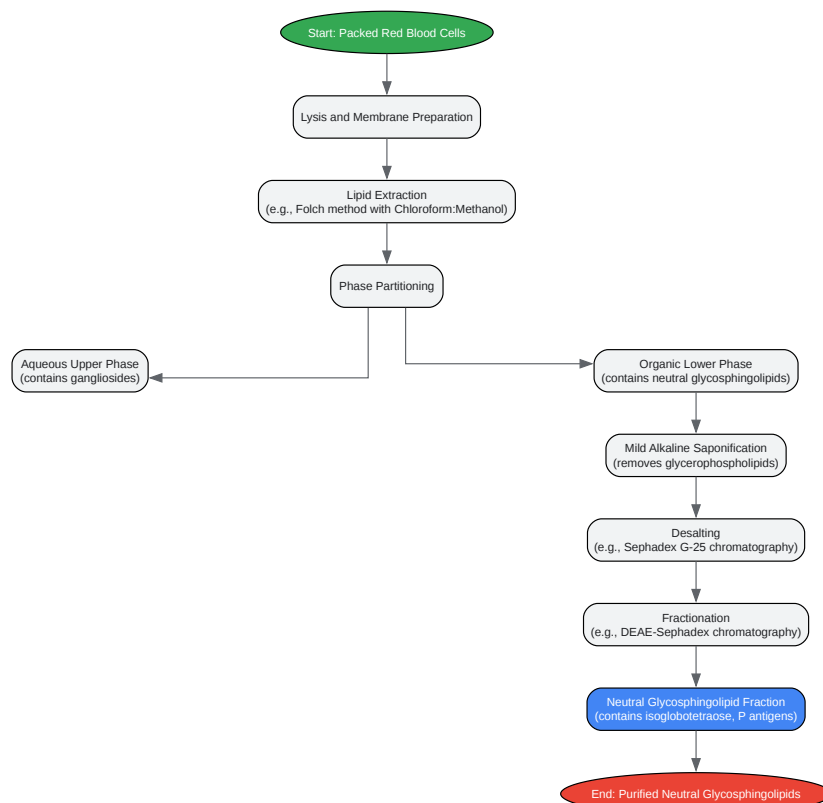 Start: Packed Red Blood Cells
Lysis and Membrane Preparation
Lipid Extraction
(e.g., Folch method with Chloroform:Methanol)
Phase Partitioning
Aqueous Upper Phase
(contains gangliosides)
Organic Lower Phase
(contains neutral glycosphingolipids)
Mild Alkaline Saponification
(removes glycerophospholipids)
Desalting
(e.g., Sephadex G-25 chromatography)
Fractionation
(e.g., DEAE-Sephadex chromatography)
Neutral Glycosphingolipid Fraction
(contains isoglobotetraose, P antigens)
End: Purified Neutral Glycosphingolipids